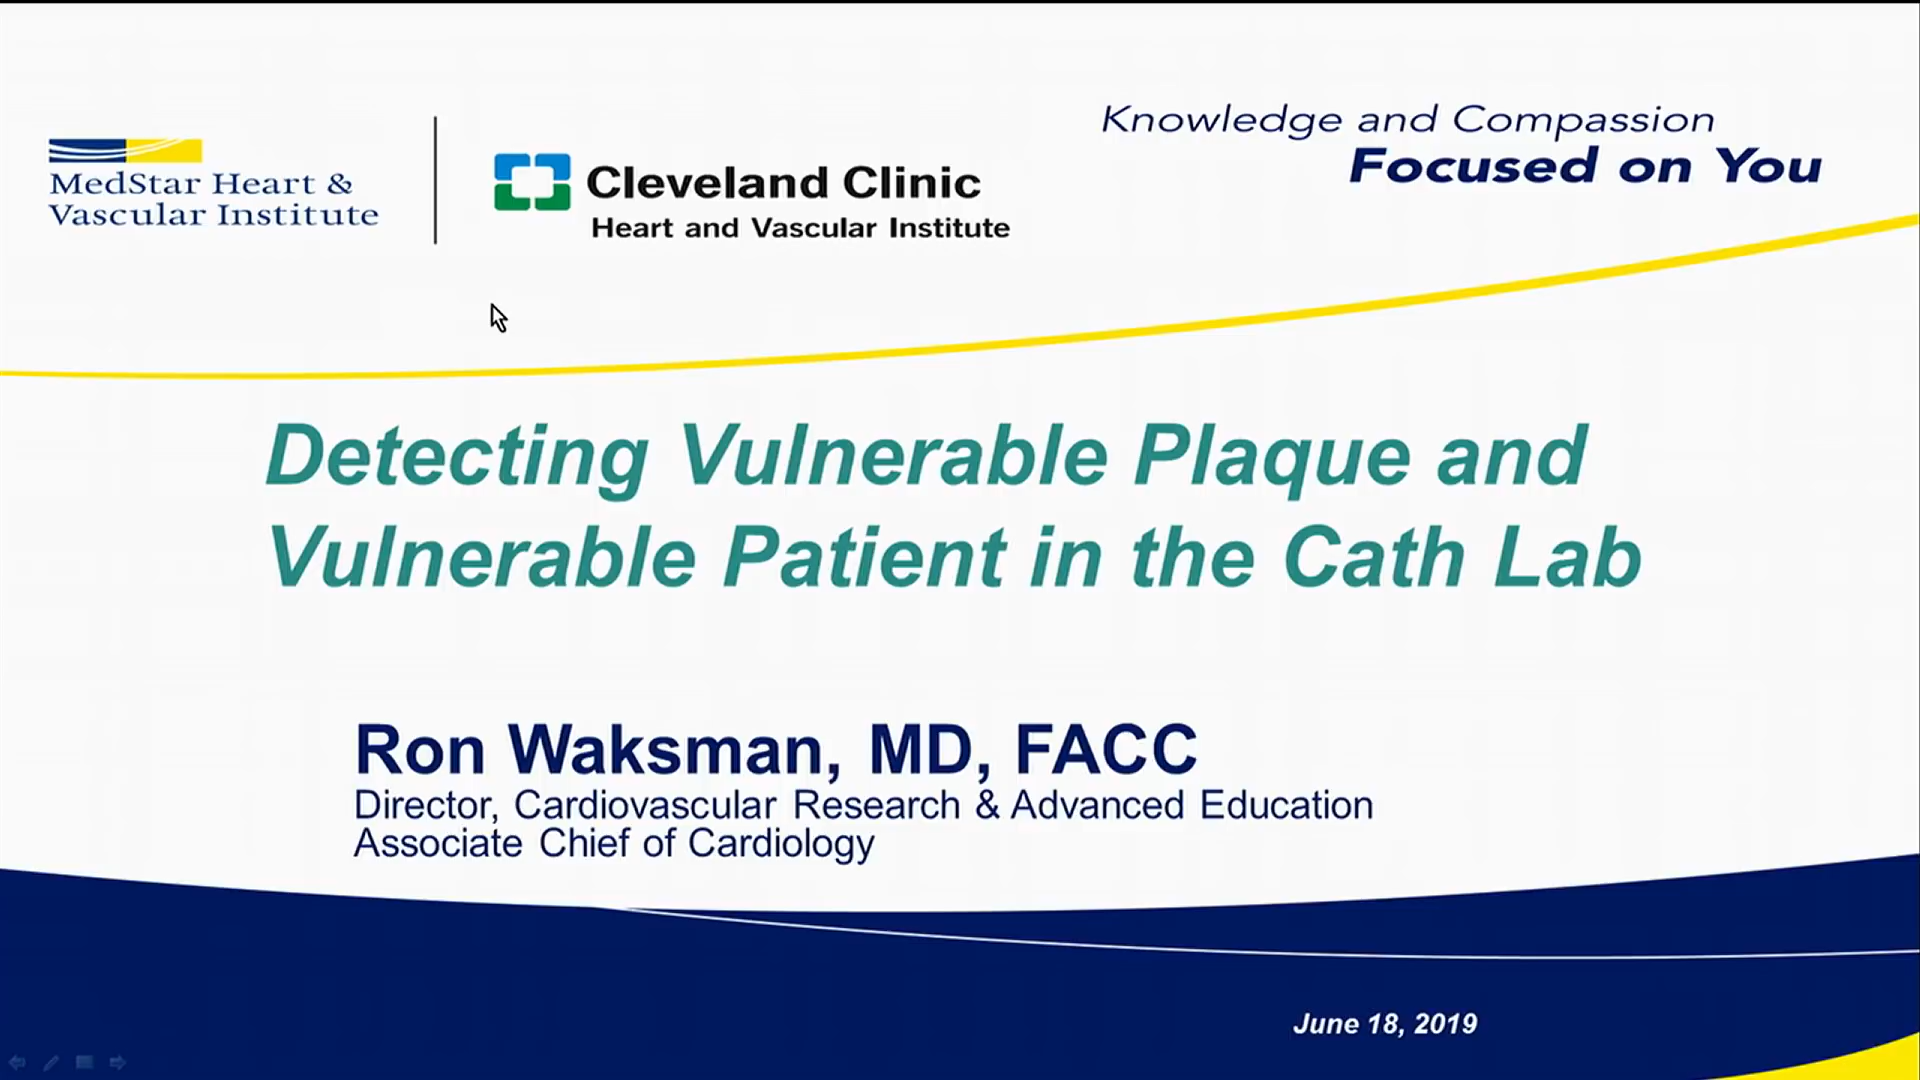 MedStar Heart &
Vascular Institute
Cleveland Clinic
Heart and Vascular Institute
Knowledge and Compassion
Focused on You
Detecting Vulnerable Plaque and
Vulnerable Patient in the Cath Lab
Ron Waksman, MD, FACC
Director, Cardiovascular Research & Advanced Education
Associate Chief of Cardiology
June 18, 2019